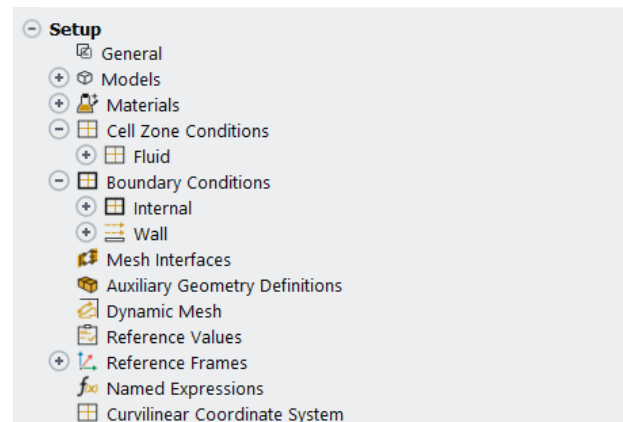 Setup
General
Models
Materials
Cell Zone Conditions
Fluid
Boundary Conditions
Internal
Wall
Mesh Interfaces
Auxiliary Geometry Definitions
Dynamic Mesh
Reference Values
Reference Frames
f(x) Named Expressions
Curvilinear Coordinate System